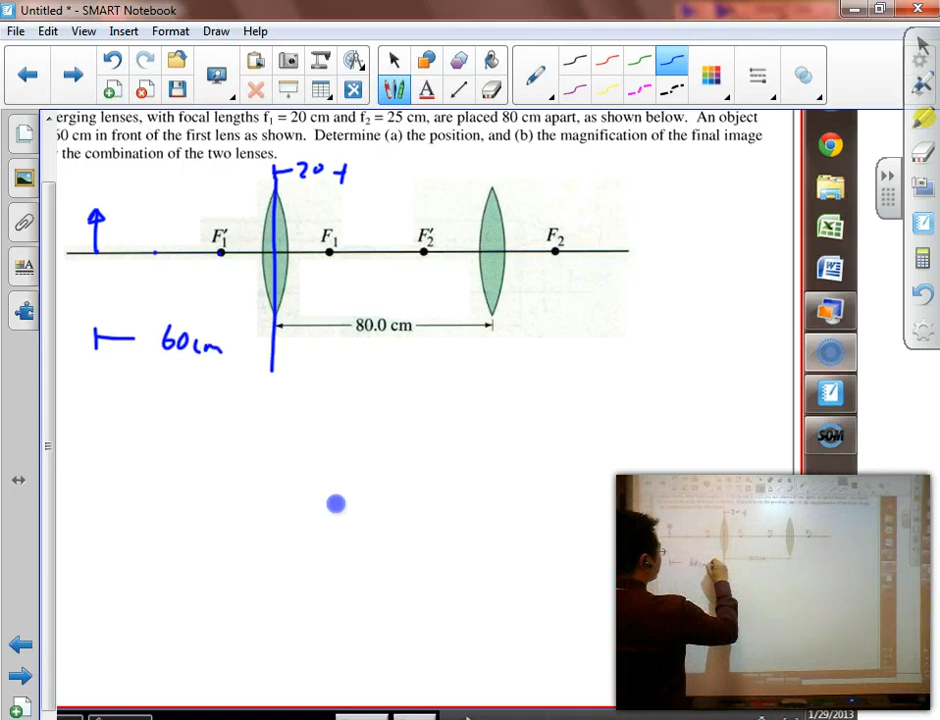 Untitled * - SMART Notebook
File Edit View Insert Format Draw Help
erging lenses, with focal lengths f1 = 20 cm and f2 = 25 cm, are placed 80 cm apart, as shown below. An object
60 cm in front of the first lens as shown. Determine (a) the position, and (b) the magnification of the final image
the combination of the two lenses.
20
F′1 F1 F′2 F2
80.0 cm
60cm
1/29/2013